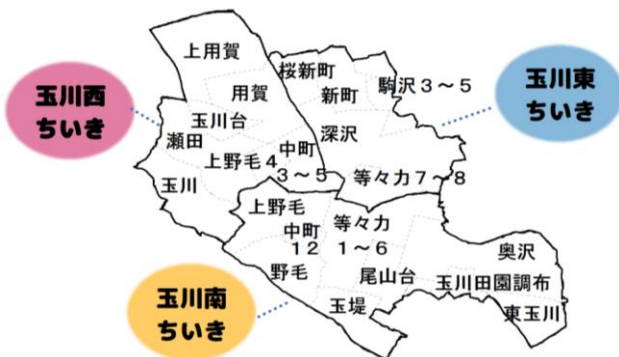 上用賀
桜新町
駒沢3～5
用賀
新町
玉川西
ちいき
玉川東
ちいき
玉川台
瀬田
深沢
中町
3～5
上野毛4
等々力7～8
玉川
上野毛
等々力
1～6
中町
12
奥沢
野毛
尾山台
玉川田園調布
玉堤
東玉川
玉川南
ちいき